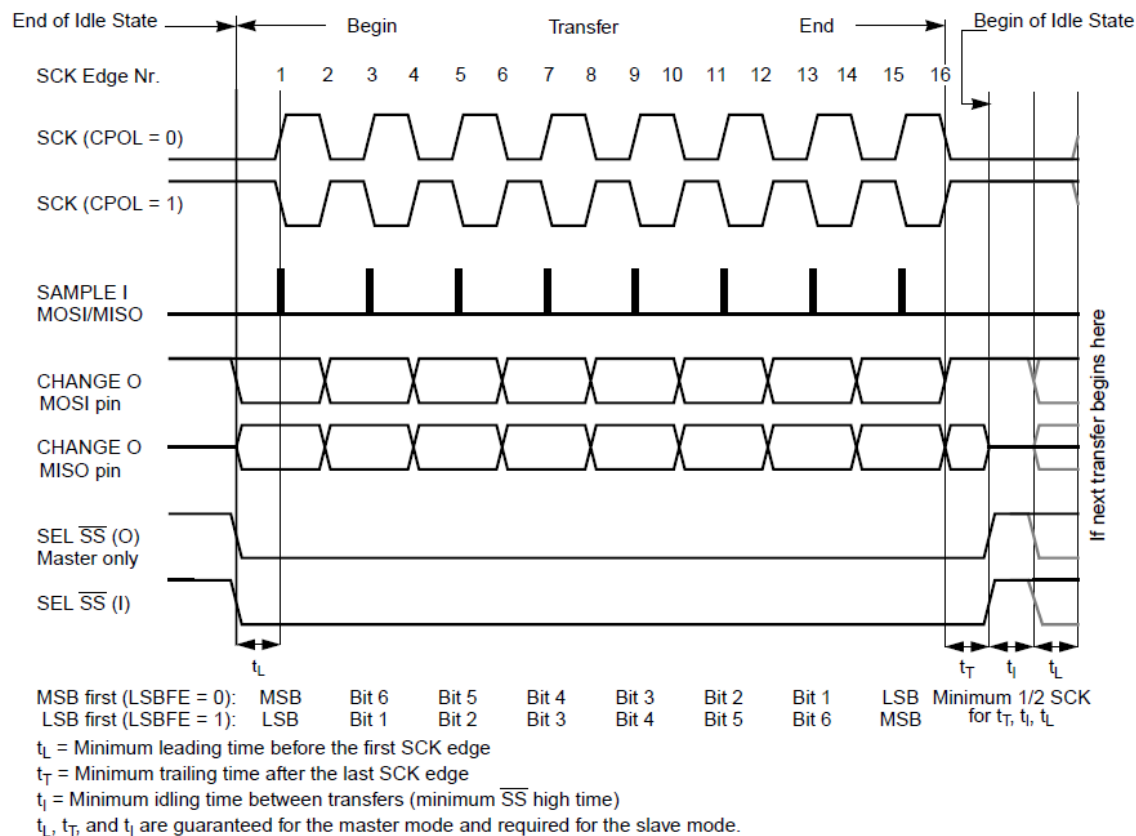 End of Idle State
Begin
Transfer
End
Begin of Idle State
SCK Edge Nr.
1 2 3 4 5 6 7 8 9 10 11 12 13 14 15 16
SCK (CPOL = 0)
SCK (CPOL = 1)
SAMPLE I
MOSI/MISO
CHANGE O
MOSI pin
CHANGE O
MISO pin
SEL SS (O)
Master only
SEL SS (I)
If next transfer begins here
tL
tT tI tL
MSB first (LSBFE = 0): MSB Bit 6 Bit 5 Bit 4 Bit 3 Bit 2 Bit 1 LSB Minimum 1/2 SCK
LSB first (LSBFE = 1): LSB Bit 1 Bit 2 Bit 3 Bit 4 Bit 5 Bit 6 MSB for tT, tI, tL
tL = Minimum leading time before the first SCK edge
tT = Minimum trailing time after the last SCK edge
tI = Minimum idling time between transfers (minimum SS high time)
tL, tT, and tI are guaranteed for the master mode and required for the slave mode.